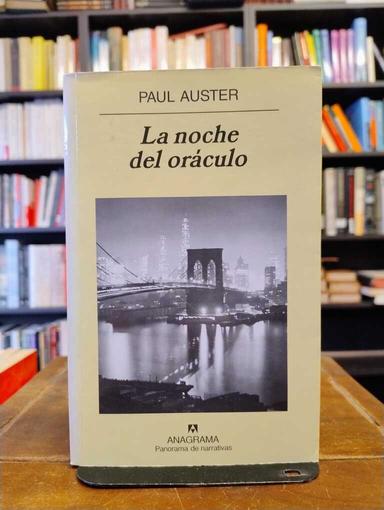 PAUL AUSTER
La noche
del oráculo
ANAGRAMA
Panorama de narrativas